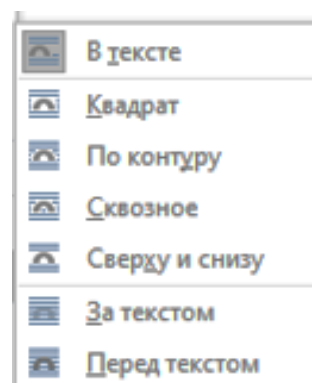 В тексте
Квадрат
По контуру
Сквозное
Сверху и снизу
За текстом
Перед текстом